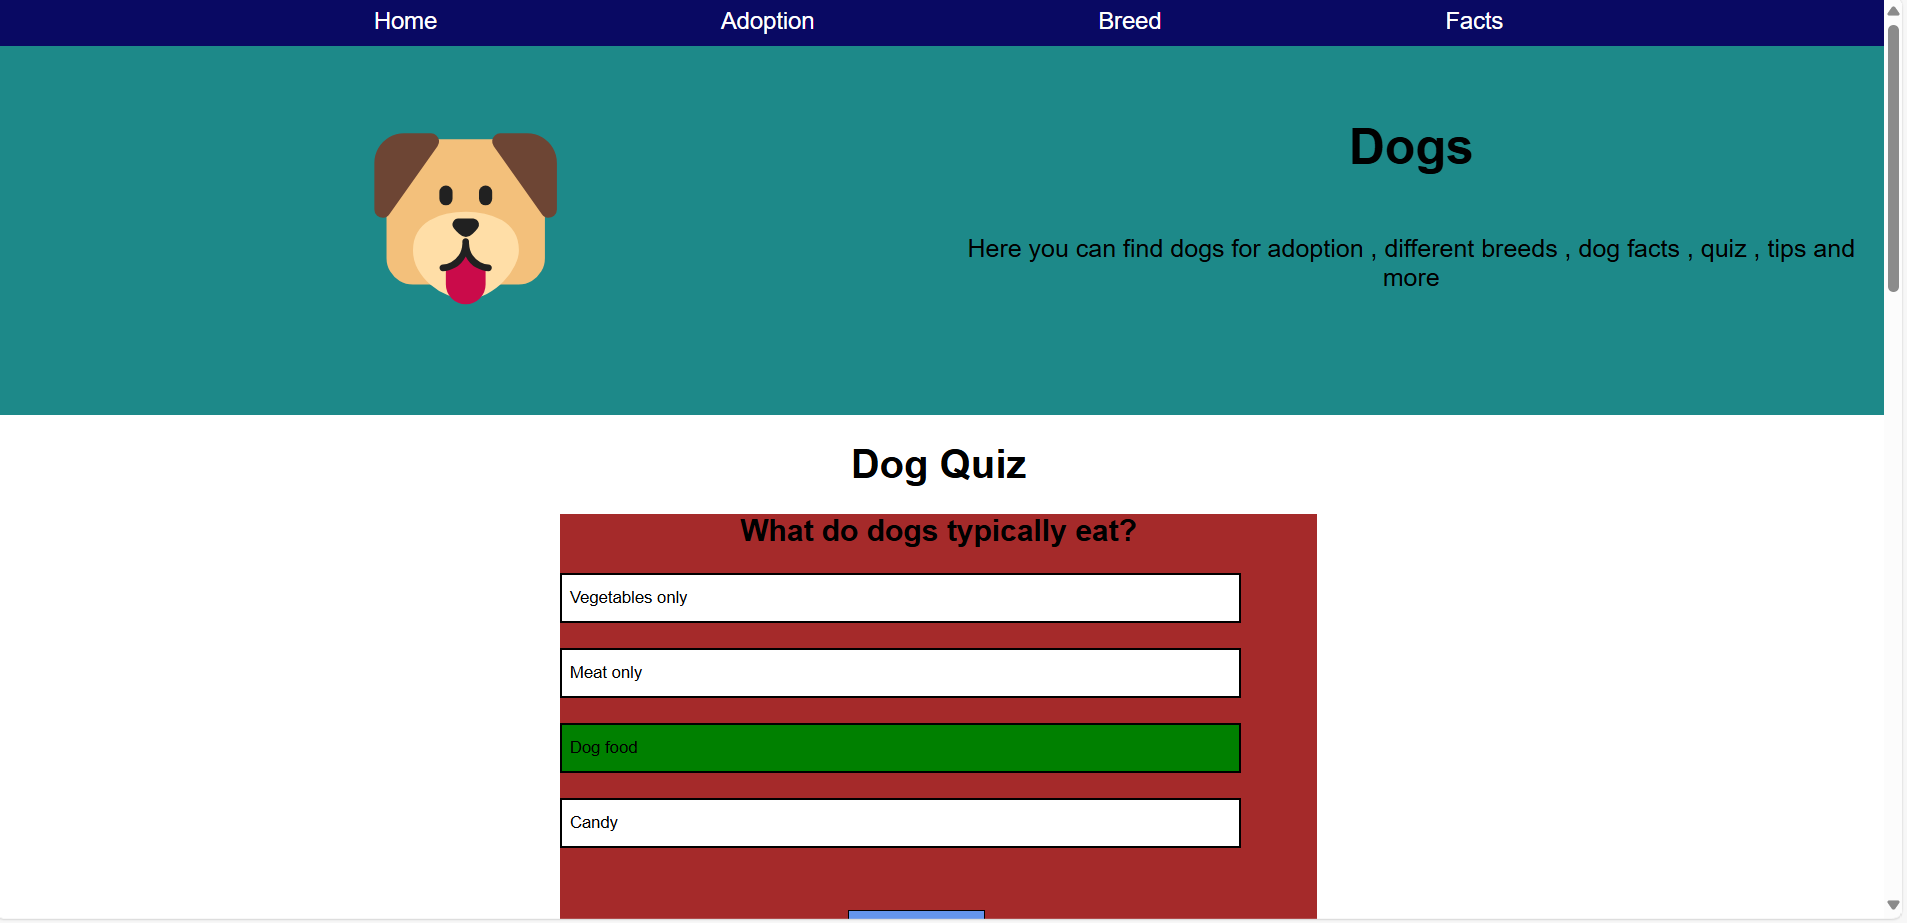 Home Adoption Breed Facts
Dogs
Here you can find dogs for adoption , different breeds , dog facts , quiz , tips and
more
Dog Quiz
What do dogs typically eat?
Vegetables only
Meat only
Dog food
Candy